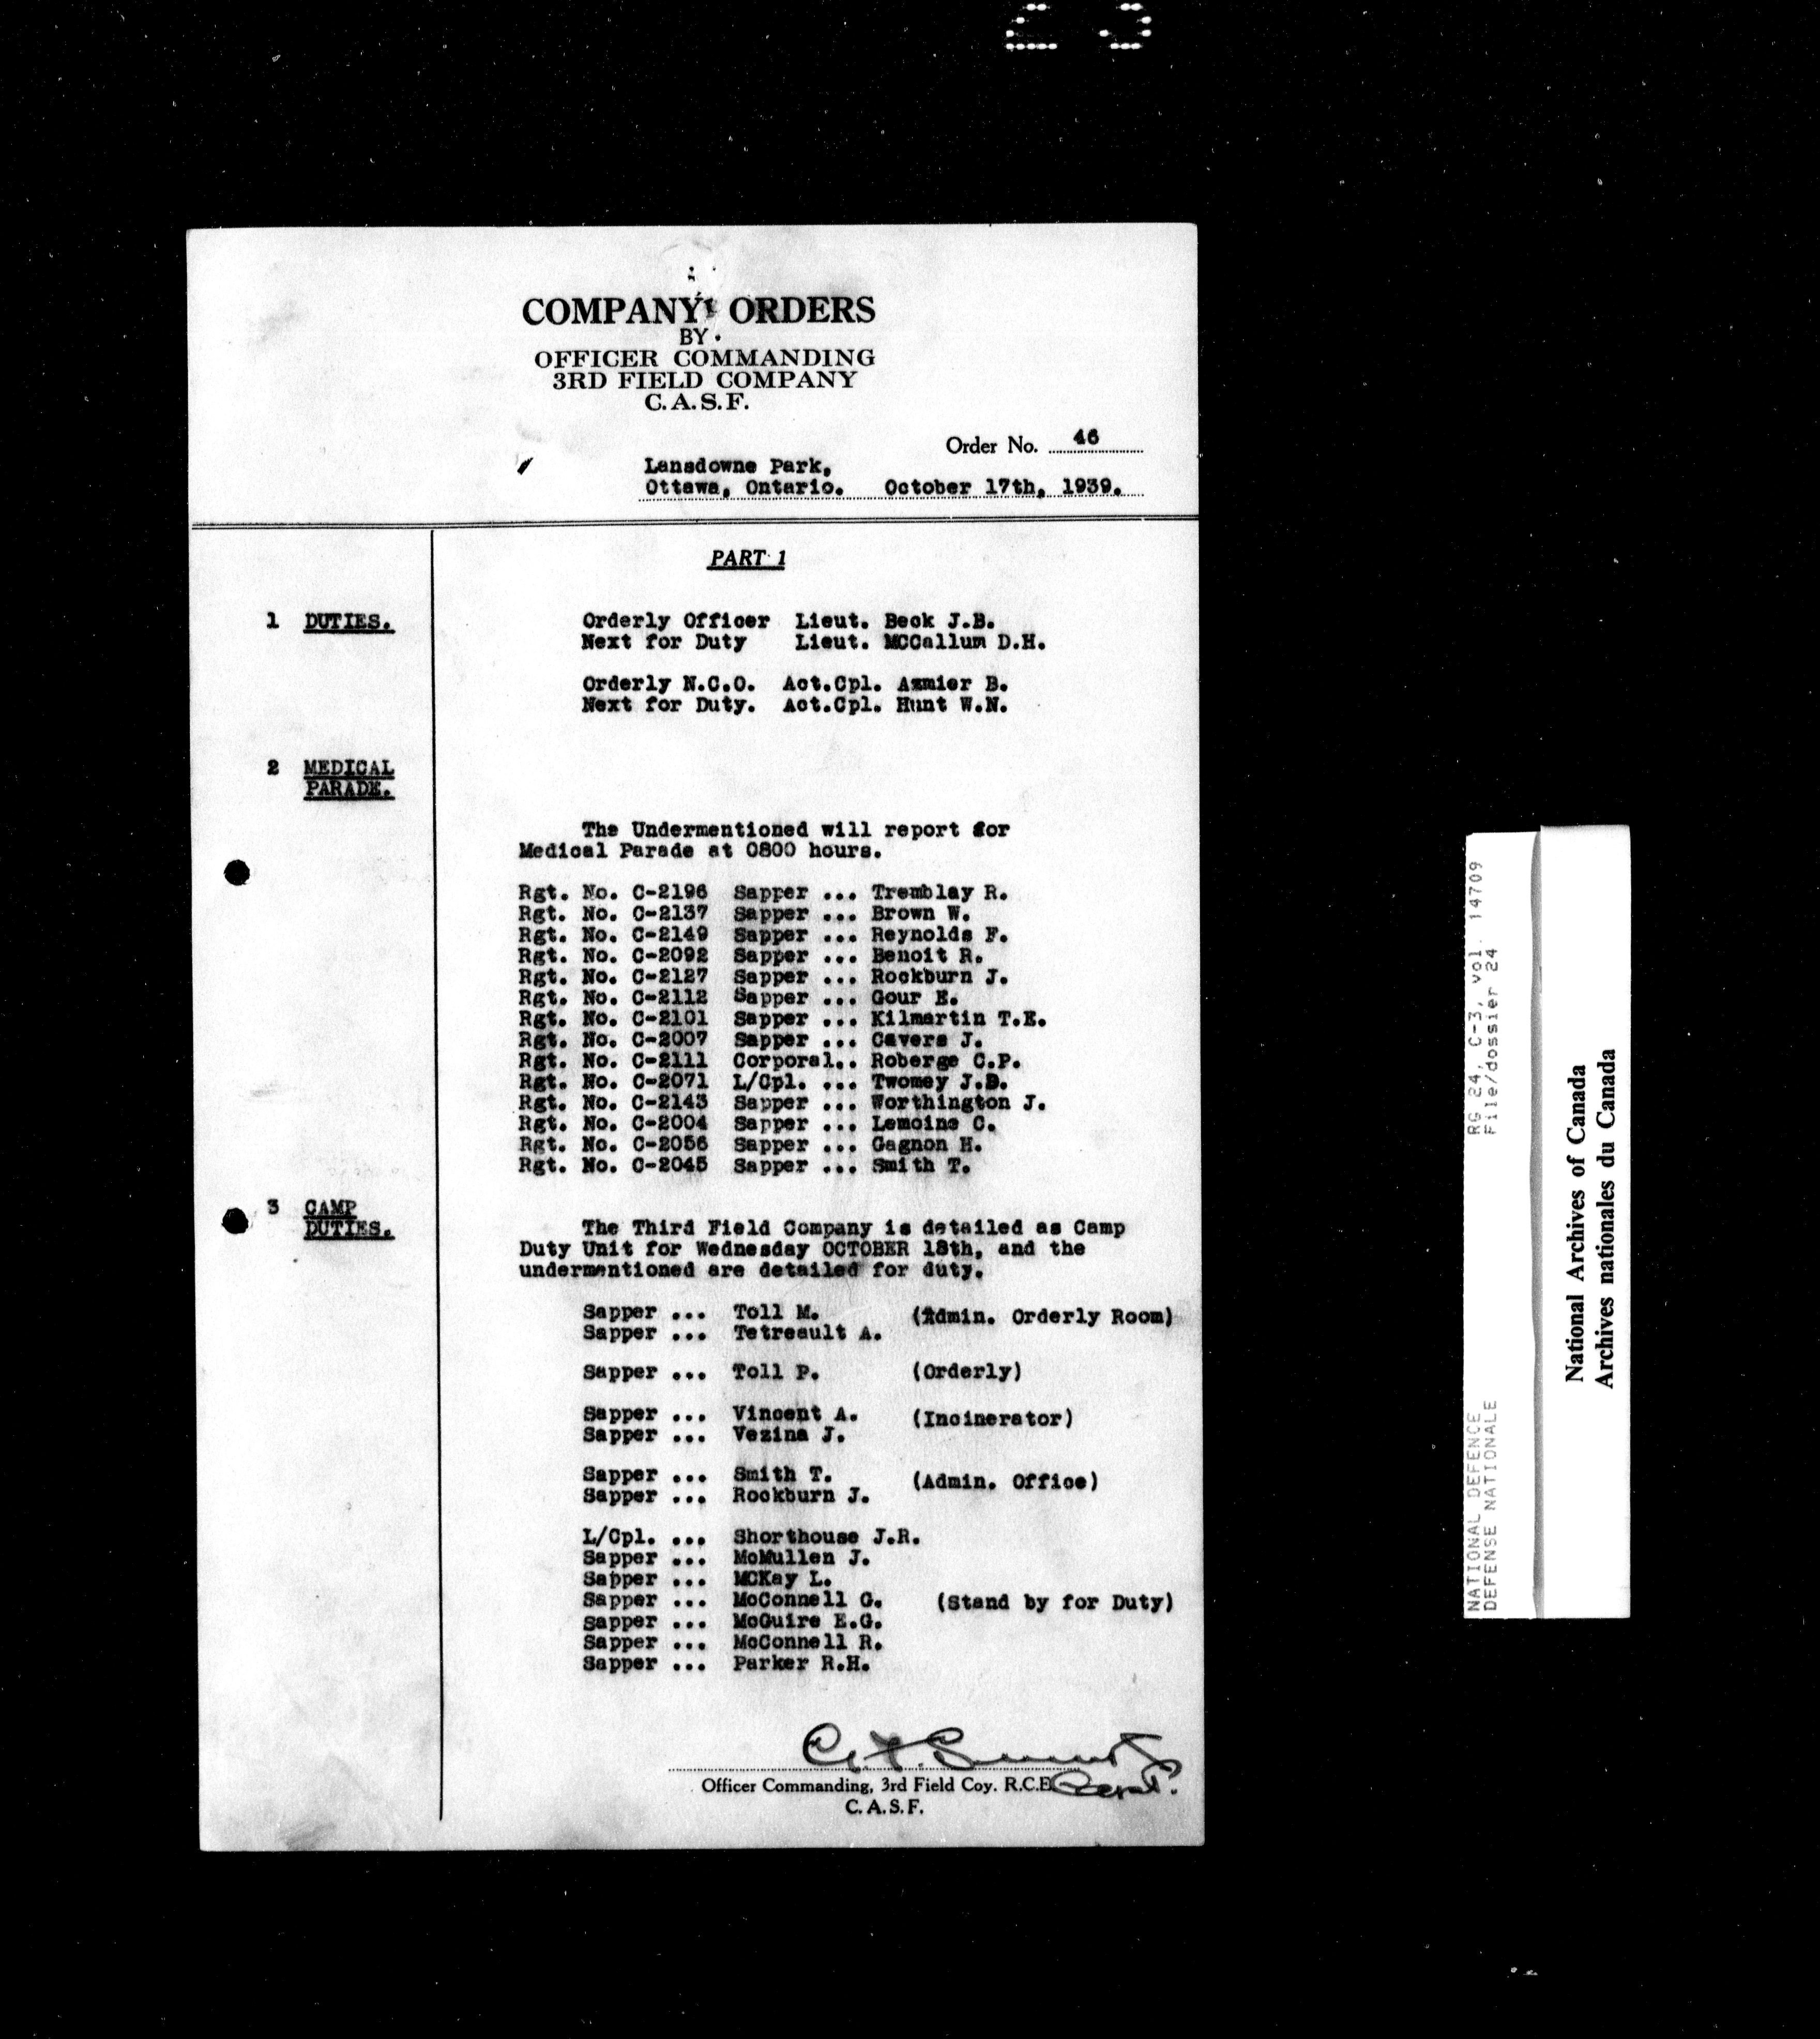 COMPANY ORDERS
BY
OFFICER COMMANDING
3RD FIELD COMPANY
C.A.S.F.
Order No. 46
Lansdowne Park,
Ottawa, Ontario. October 17th, 1939.
PART 1
1 DUTIES.
Orderly Officer Lieut. Beck J.B.
Next for Duty Lieut. MCCallum D.H.
Orderly N.C.O. Act.Cpl. Azmier B.
Next for Duty. Act.Cpl. Hunt W.N.
2 MEDICAL
PARADE.
The Undermentioned will report for
Medical Parade at 0800 hours.
Rgt. No. C-2196 Sapper ... Tremblay R.
Rgt. No. C-2137 Sapper ... Brown W.
Rgt. No. C-2149 Sapper ... Reynolds F.
Rgt. No. C-2092 Sapper ... Benoit R.
Rgt. No. C-2127 Sapper ... Rockburn J.
Rgt. No. C-2112 Sapper ... Gour E.
Rgt. No. C-2101 Sapper ... Kilmartin T.E.
Rgt. No. C-2007 Sapper ... Cavers J.
Rgt. No. C-2111 Corporal.. Roberge C.P.
Rgt. No. C-2071 L/Cpl. ... Twomey J.B.
Rgt. No. C-2143 Sapper ... Worthington J.
Rgt. No. C-2004 Sapper ... Lemoine C.
Rgt. No. C-2056 Sapper ... Gagnon H.
Rgt. No. C-2045 Sapper ... Smith T.
3 CAMP
DUTIES.
The Third Field Company is detailed as Camp
Duty Unit for Wednesday OCTOBER 18th, and the
undermentioned are detailed for duty.
Sapper ... Toll M. (Admin. Orderly Room)
Sapper ... Tetreault A.
Sapper ... Toll P. (Orderly)
Sapper ... Vincent A. (Incinerator)
Sapper ... Vezina J.
Sapper ... Smith T. (Admin. Office)
Sapper ... Rockburn J.
L/Cpl. ... Shorthouse J.R.
Sapper ... McMullen J.
Sapper ... MCKay L.
Sapper ... McConnell G. (Stand by for Duty)
Sapper ... McGuire E.G.
Sapper ... McConnell R.
Sapper ... Parker R.H.
Capt.
Officer Commanding, 3rd Field Coy. R.C.E.
C.A.S.F.
NATIONAL DEFENCE RG 24, C-3, vol. 14709
DEFENSE NATIONALE File/dossier 24
National Archives of Canada
Archives nationales du Canada